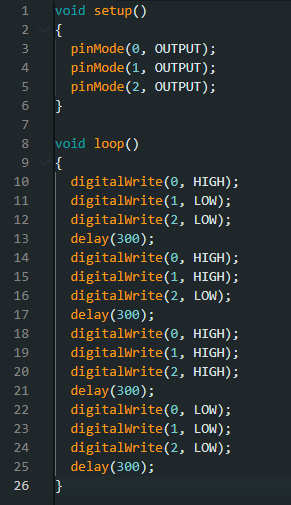 1 void setup()
2 {
3   pinMode(0, OUTPUT);
4   pinMode(1, OUTPUT);
5   pinMode(2, OUTPUT);
6 }
7
8 void loop()
9 {
10   digitalWrite(0, HIGH);
11   digitalWrite(1, LOW);
12   digitalWrite(2, LOW);
13   delay(300);
14   digitalWrite(0, HIGH);
15   digitalWrite(1, HIGH);
16   digitalWrite(2, LOW);
17   delay(300);
18   digitalWrite(0, HIGH);
19   digitalWrite(1, HIGH);
20   digitalWrite(2, HIGH);
21   delay(300);
22   digitalWrite(0, LOW);
23   digitalWrite(1, LOW);
24   digitalWrite(2, LOW);
25   delay(300);
26 }